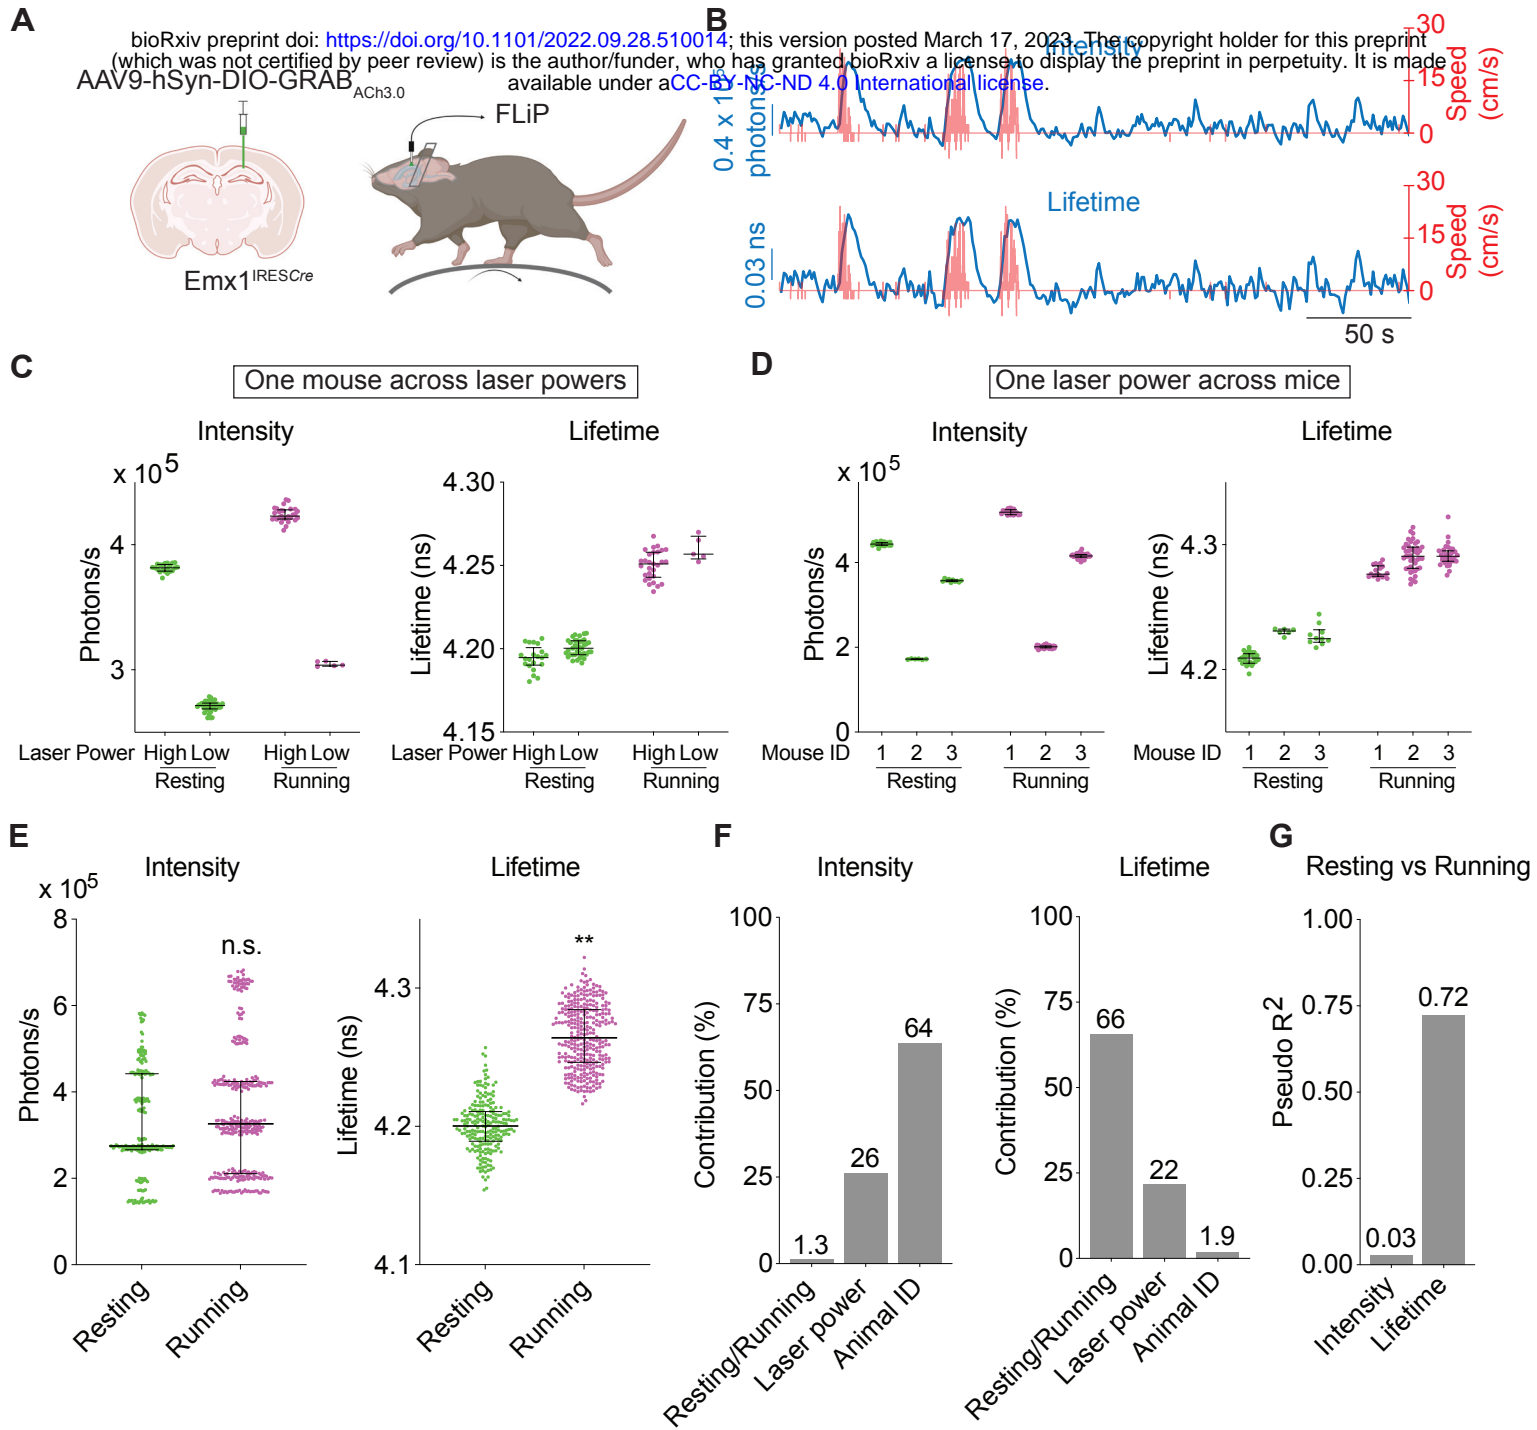 A
B
bioRxiv preprint doi: https://doi.org/10.1101/2022.09.28.510014; this version posted March 17, 2023. The copyright holder for this preprint
(which was not certified by peer review) is the author/funder, who has granted bioRxiv a license to display the preprint in perpetuity. It is made
available under aCC-BY-NC-ND 4.0 International license.
AAV9-hSyn-DIO-GRABACh3.0
FLiP
Emx1IRESCre
Intensity
0.4 x 105
photons/s
30
15
0
Speed
(cm/s)
Lifetime
0.03 ns
30
15
0
Speed
(cm/s)
50 s
C
One mouse across laser powers
Intensity
x 10 5
Photons/s
4
3
Laser Power High Low High Low
Resting Running
Lifetime
Lifetime (ns)
4.30
4.25
4.20
4.15
Laser Power High Low High Low
Resting Running
D
One laser power across mice
Intensity
x 10 5
Photons/s
4
2
0
Mouse ID 1 2 3 1 2 3
Resting Running
Lifetime
Lifetime (ns)
4.3
4.2
Mouse ID 1 2 3 1 2 3
Resting Running
E
Intensity
x 10 5
Photons/s
8
6
4
2
0
n.s.
Resting Running
Lifetime
Lifetime (ns)
4.3
4.2
4.1
**
Resting Running
F
Intensity
Contribution (%)
100
75
50
25
0
1.3 26 64
Resting/Running Laser power Animal ID
Lifetime
Contribution (%)
100
75
50
25
0
66 22 1.9
Resting/Running Laser power Animal ID
G
Resting vs Running
Pseudo R2
1.00
0.75
0.50
0.25
0.00
0.03 0.72
Intensity Lifetime